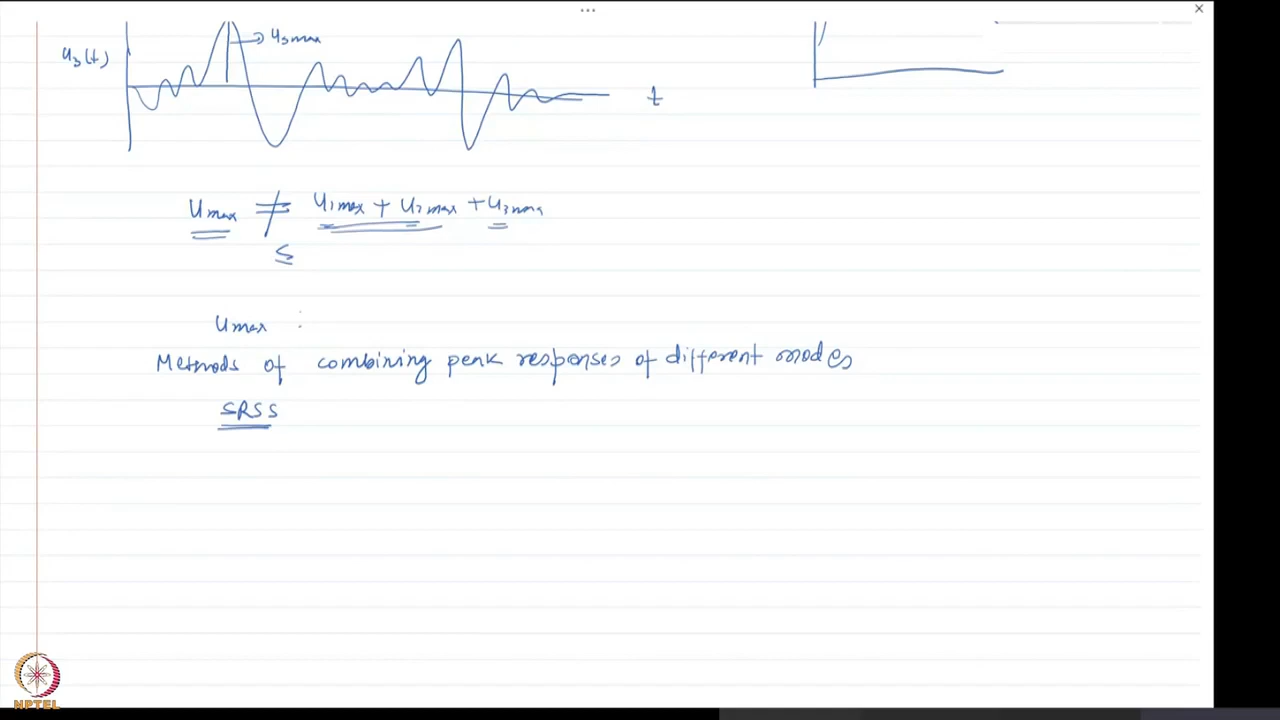 u₃(t)
u₃max
t
umax ≠ u₁max + u₂max + u₃max
≤
umax :
Methods of combining peak responses of different modes
SRSS
NPTEL